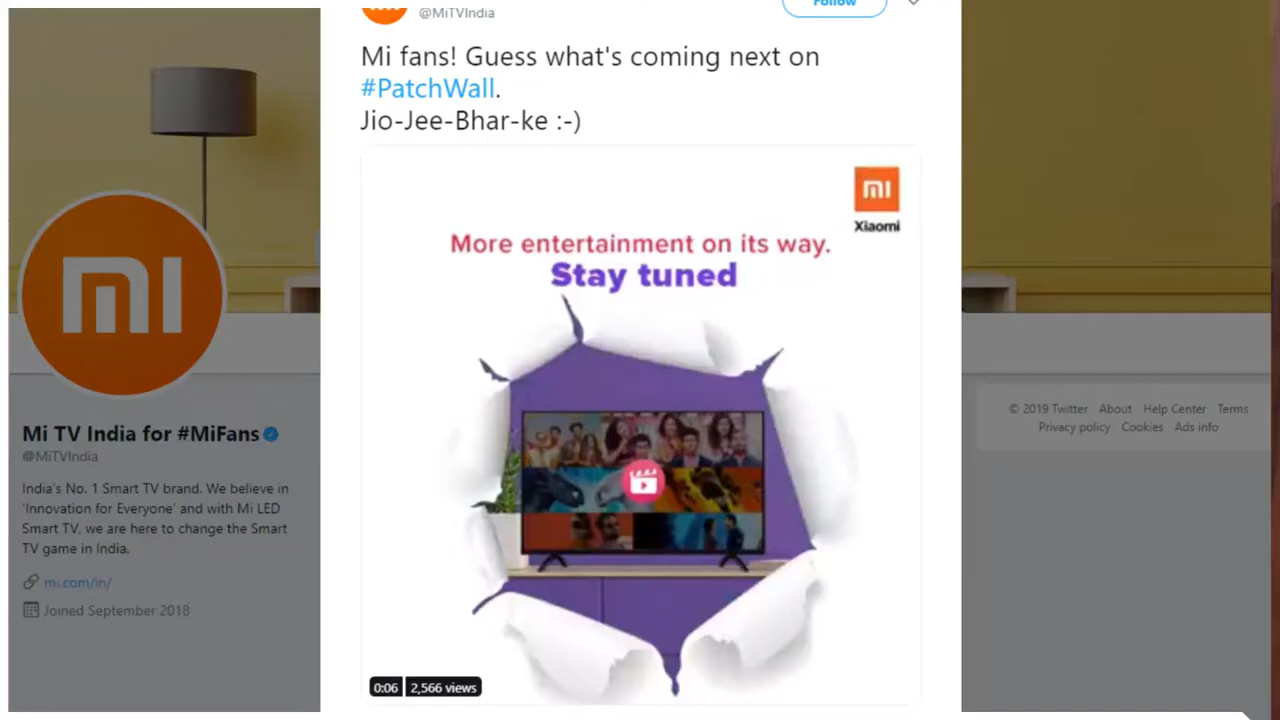 @MiTVIndia
Follow
Mi fans! Guess what's coming next on
#PatchWall.
Jio-Jee-Bhar-ke :-)
mi
Xiaomi
More entertainment on its way.
Stay tuned
0:06 2,566 views
mi
Mi TV India for #MiFans
@MiTVIndia
India's No. 1 Smart TV brand. We believe in
'Innovation for Everyone' and with Mi LED
Smart TV, we are here to change the Smart
TV game in India.
mi.com/in/
Joined September 2018
© 2019 Twitter About Help Center Terms
Privacy policy Cookies Ads info